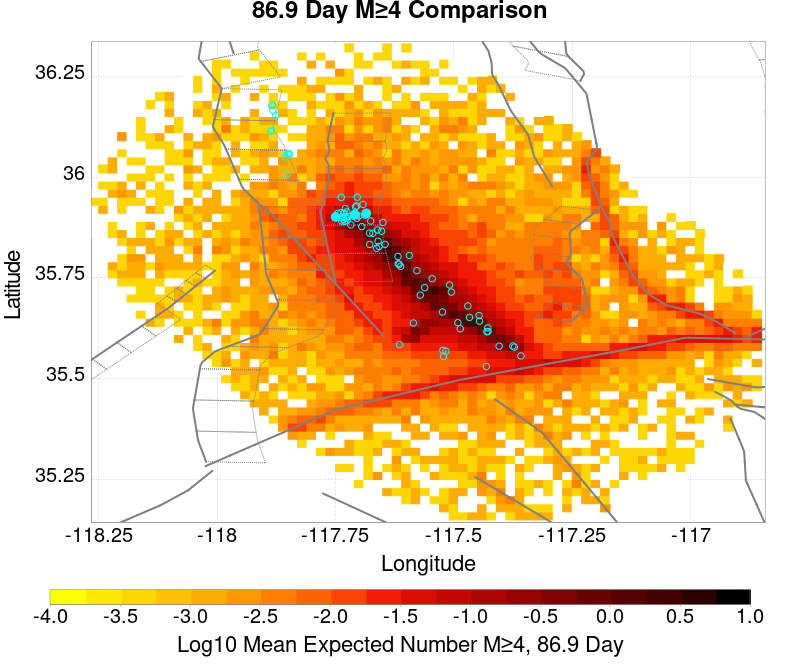 86.9 Day M≥4 Comparison
36.25
36
35.75
35.5
35.25
Latitude
-118.25 -118 -117.75 -117.5 -117.25 -117
Longitude
-4.0 -3.5 -3.0 -2.5 -2.0 -1.5 -1.0 -0.5 0.0 0.5 1.0
Log10 Mean Expected Number M≥4, 86.9 Day